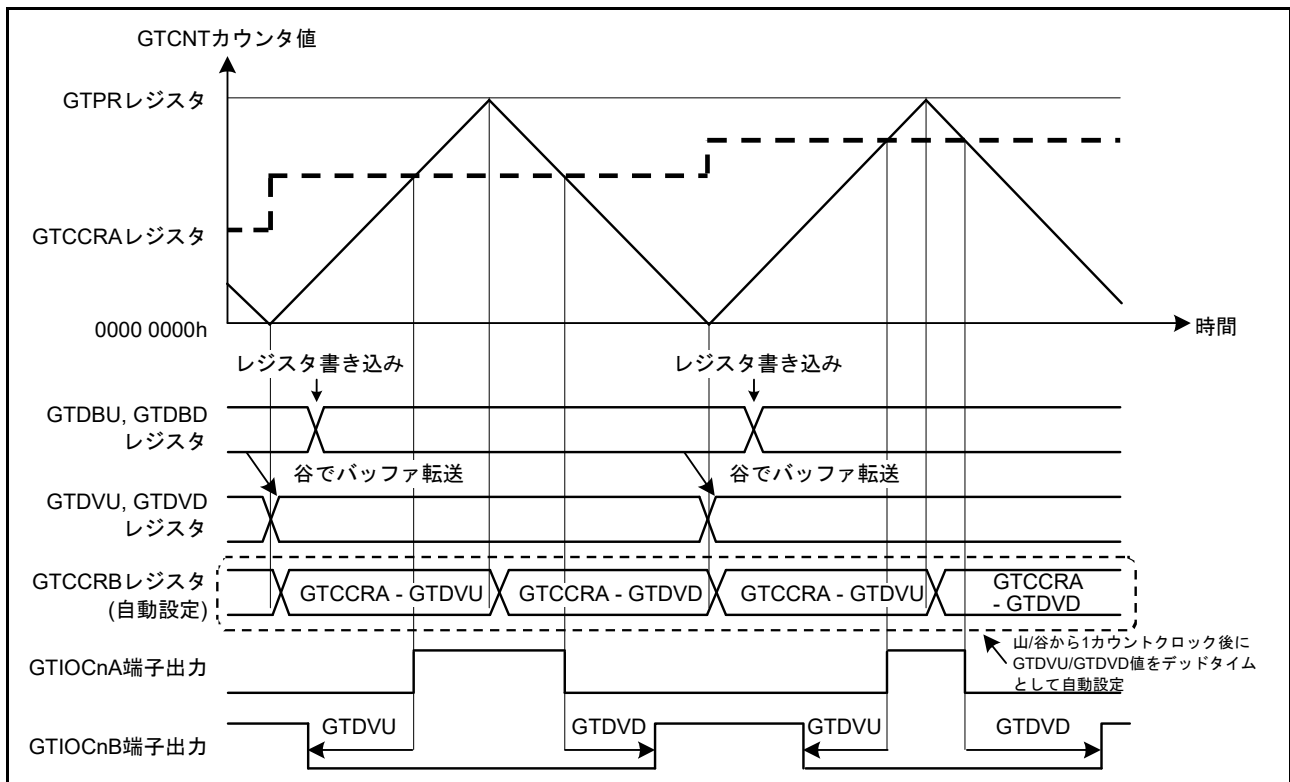 GTCNTカウンタ値
GTPRレジスタ
GTCCRAレジスタ
0000 0000h
時間
レジスタ書き込み
レジスタ書き込み
GTDBU, GTDBD
レジスタ
谷でバッファ転送
谷でバッファ転送
GTDVU, GTDVD
レジスタ
GTCCRBレジスタ
(自動設定)
GTCCRA - GTDVU
GTCCRA - GTDVD
GTCCRA - GTDVU
GTCCRA
- GTDVD
山/谷から1カウントクロック後に
GTDVU/GTDVD値をデッドタイム
として自動設定
GTIOCnA端子出力
GTIOCnB端子出力
GTDVU
GTDVD
GTDVU
GTDVD